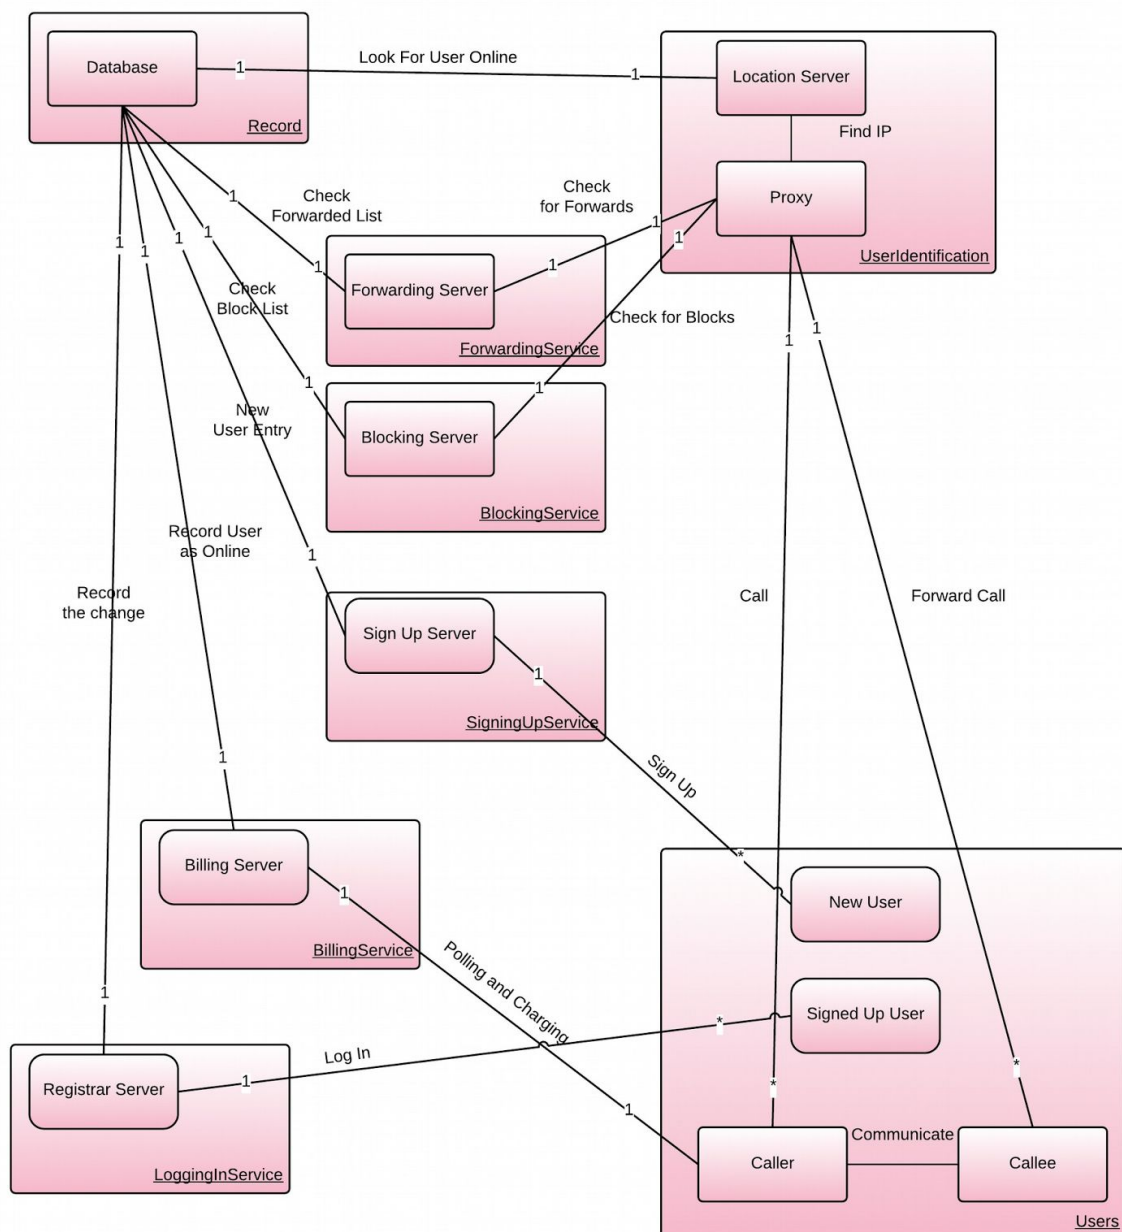 Database
1
Look For User Online
1
Location Server
Record
Find IP
Proxy
UserIdentification
1
Check
Forwarded List
1
Check
for Forwards
1
1
Forwarding Server
ForwardingService
1
Check
Block List
1
1
Check for Blocks
1
Blocking Server
BlockingService
1
New
User Entry
1
Sign Up Server
SigningUpService
1
Sign Up
*
1
Record User
as Online
1
Billing Server
BillingService
1
Polling and Charging
1
1
Record
the change
1
Registrar Server
LoggingInService
1
Log In
*
1
Call
*
1
Forward Call
*
New User
Signed Up User
Caller
Communicate
Callee
Users